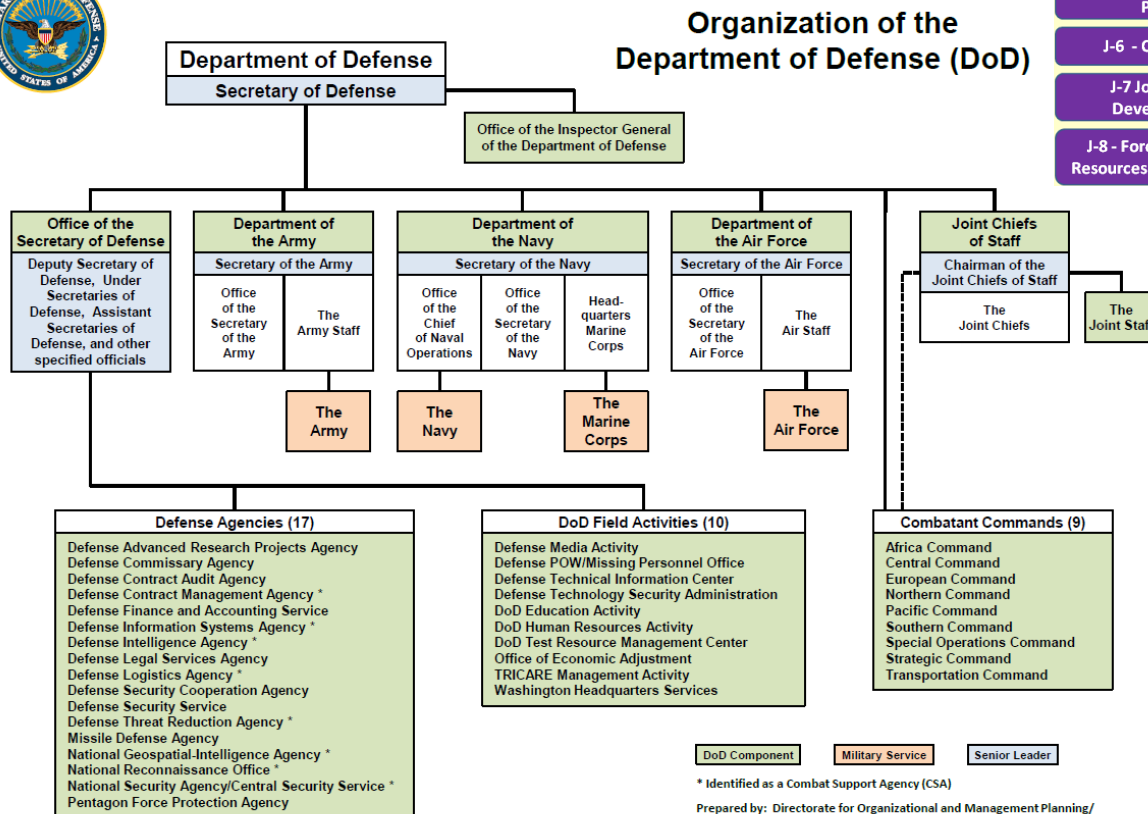 UNITED STATES OF AMERICA
Organization of the
Department of Defense (DoD)
Department of Defense
Secretary of Defense
Office of the Inspector General
of the Department of Defense
J-6 - 
J-7
J-8 -
Resources
Office of the
Secretary of Defense
Deputy Secretary of
Defense, Under
Secretaries of
Defense, Assistant
Secretaries of
Defense, and other
specified officials
Department of
the Army
Secretary of the Army
Office
of the
Secretary
of the
Army
The
Army Staff
The
Army
Department of
the Navy
Secretary of the Navy
Office
of the
Chief
of Naval
Operations
Office
of the
Secretary
of the
Navy
Head-
quarters
Marine
Corps
The
Navy
The
Marine
Corps
Department of
the Air Force
Secretary of the Air Force
Office
of the
Secretary
of the
Air Force
The
Air Staff
The
Air Force
Joint Chiefs
of Staff
Chairman of the
Joint Chiefs of Staff
The
Joint Chiefs
The
Joint Staf
Defense Agencies (17)
Defense Advanced Research Projects Agency
Defense Commissary Agency
Defense Contract Audit Agency
Defense Contract Management Agency *
Defense Finance and Accounting Service
Defense Information Systems Agency *
Defense Intelligence Agency *
Defense Legal Services Agency
Defense Logistics Agency *
Defense Security Cooperation Agency
Defense Security Service
Defense Threat Reduction Agency *
Missile Defense Agency
National Geospatial-Intelligence Agency *
National Reconnaissance Office *
National Security Agency/Central Security Service *
Pentagon Force Protection Agency
DoD Field Activities (10)
Defense Media Activity
Defense POW/Missing Personnel Office
Defense Technical Information Center
Defense Technology Security Administration
DoD Education Activity
DoD Human Resources Activity
DoD Test Resource Management Center
Office of Economic Adjustment
TRICARE Management Activity
Washington Headquarters Services
Combatant Commands (9)
Africa Command
Central Command
European Command
Northern Command
Pacific Command
Southern Command
Special Operations Command
Strategic Command
Transportation Command
DoD Component
Military Service
Senior Leader
* Identified as a Combat Support Agency (CSA)
Prepared by: Directorate for Organizational and Management Planning/